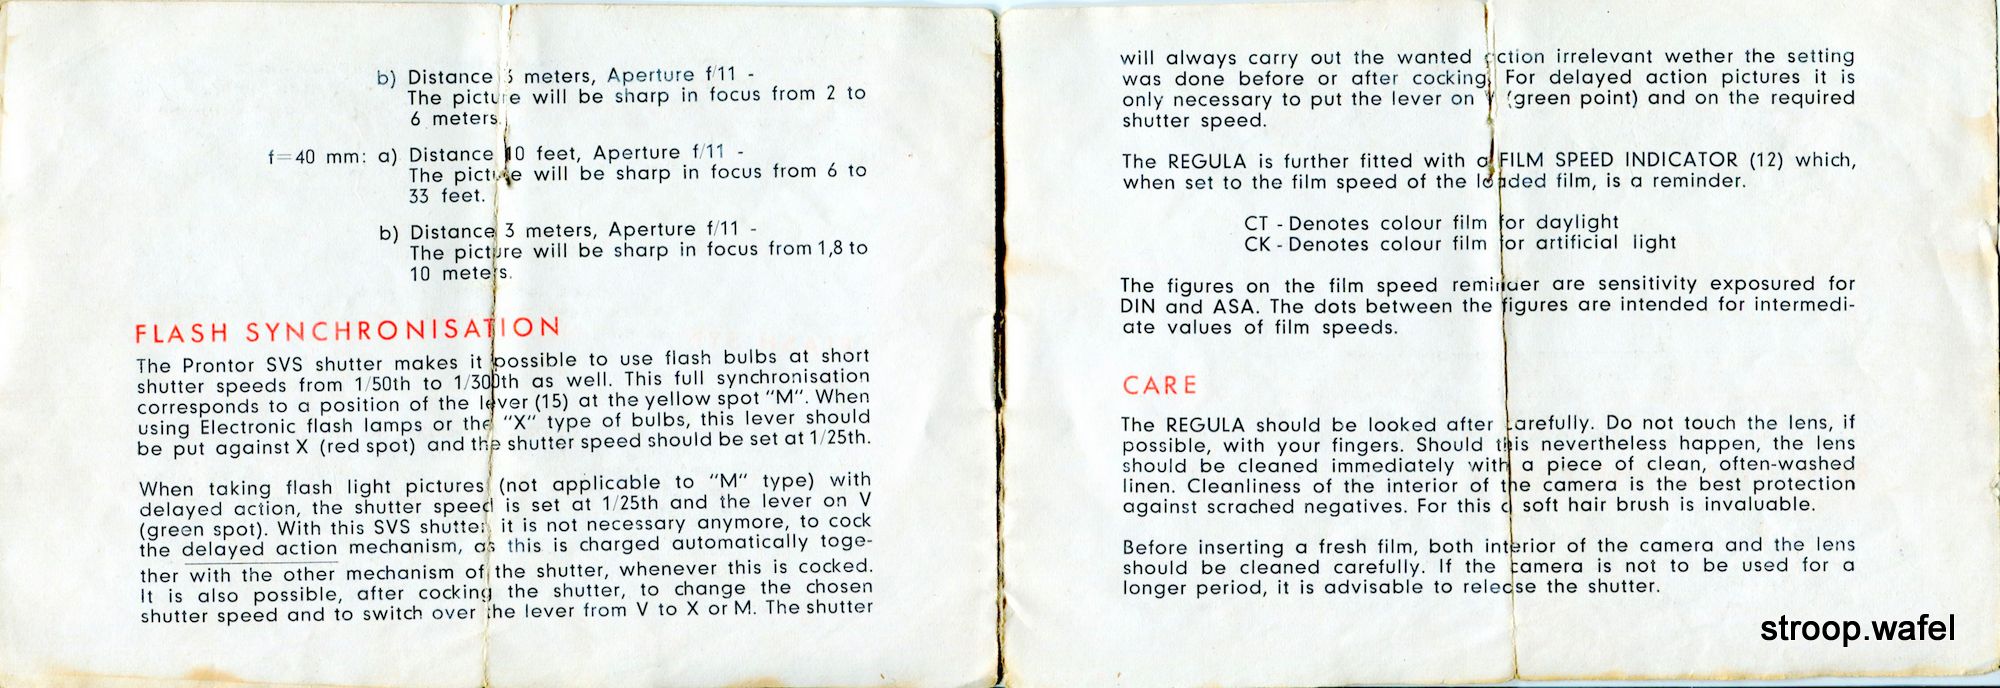 b) Distance 3 meters, Aperture f/11 -
The picture will be sharp in focus from 2 to
6 meters.
f=40 mm: a) Distance 10 feet, Aperture f/11 -
The picture will be sharp in focus from 6 to
33 feet.
b) Distance 3 meters, Aperture f/11 -
The picture will be sharp in focus from 1,8 to
10 meters.
FLASH SYNCHRONISATION
The Prontor SVS shutter makes it possible to use flash bulbs at short
shutter speeds from 1/50th to 1/300th as well. This full synchronisation
corresponds to a position of the lever (15) at the yellow spot "M". When
using Electronic flash lamps or the "X" type of bulbs, this lever should
be put against X (red spot) and the shutter speed should be set at 1/25th.
When taking flash light pictures (not applicable to "M" type) with
delayed action, the shutter speed is set at 1/25th and the lever on V
(green spot). With this SVS shutter it is not necessary anymore, to cock
the delayed action mechanism, as this is charged automatically toge-
ther with the other mechanism of the shutter, whenever this is cocked.
It is also possible, after cocking the shutter, to change the chosen
shutter speed and to switch over the lever from V to X or M. The shutter
will always carry out the wanted action irrelevant wether the setting
was done before or after cocking. For delayed action pictures it is
only necessary to put the lever on V (green point) and on the required
shutter speed.
The REGULA is further fitted with a FILM SPEED INDICATOR (12) which,
when set to the film speed of the loaded film, is a reminder.
CT - Denotes colour film for daylight
CK - Denotes colour film for artificial light
The figures on the film speed reminder are sensitivity exposured for
DIN and ASA. The dots between the figures are intended for intermedi-
ate values of film speeds.
CARE
The REGULA should be looked after carefully. Do not touch the lens, if
possible, with your fingers. Should this nevertheless happen, the lens
should be cleaned immediately with a piece of clean, often-washed
linen. Cleanliness of the interior of the camera is the best protection
against scrached negatives. For this a soft hair brush is invaluable.
Before inserting a fresh film, both interior of the camera and the lens
should be cleaned carefully. If the camera is not to be used for a
longer period, it is advisable to release the shutter.
stroop.wafel